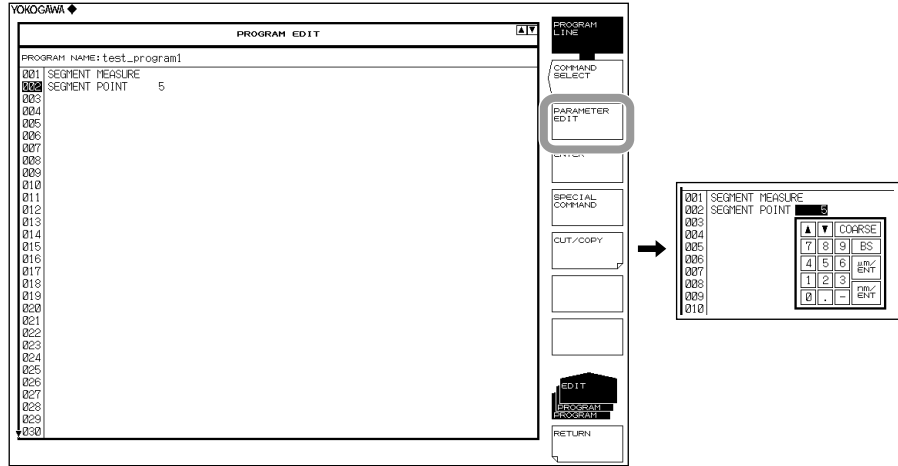 YOKOGAWA
PROGRAM EDIT
PROGRAM NAME:test_program1
001 SEGMENT MEASURE
002 SEGMENT POINT 5
003
004
005
006
007
008
009
010
011
012
013
014
015
016
017
018
019
020
021
022
023
024
025
026
027
028
029
030
PROGRAM
LINE
COMMAND
SELECT
PARAMETER
EDIT
ENTER
SPECIAL
COMMAND
CUT/COPY
EDIT
PROGRAM
PROGRAM
RETURN
001 SEGMENT MEASURE
002 SEGMENT POINT 5
003
004
005
006
007
008
009
010
COARSE
7 8 9 BS
4 5 6 µm/
ENT
1 2 3
0 . - nm/
ENT